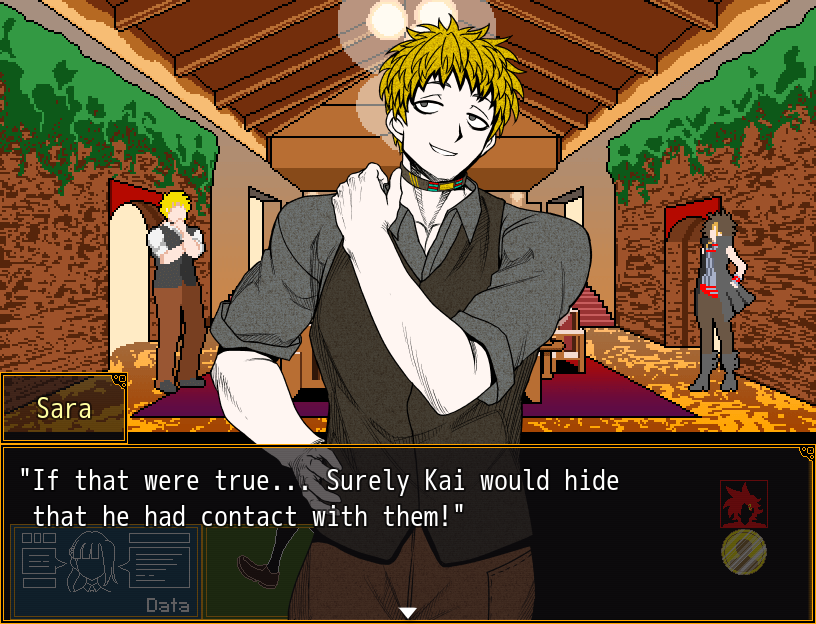 Sara
"If that were true... Surely Kai would hide
that he had contact with them!"
Data